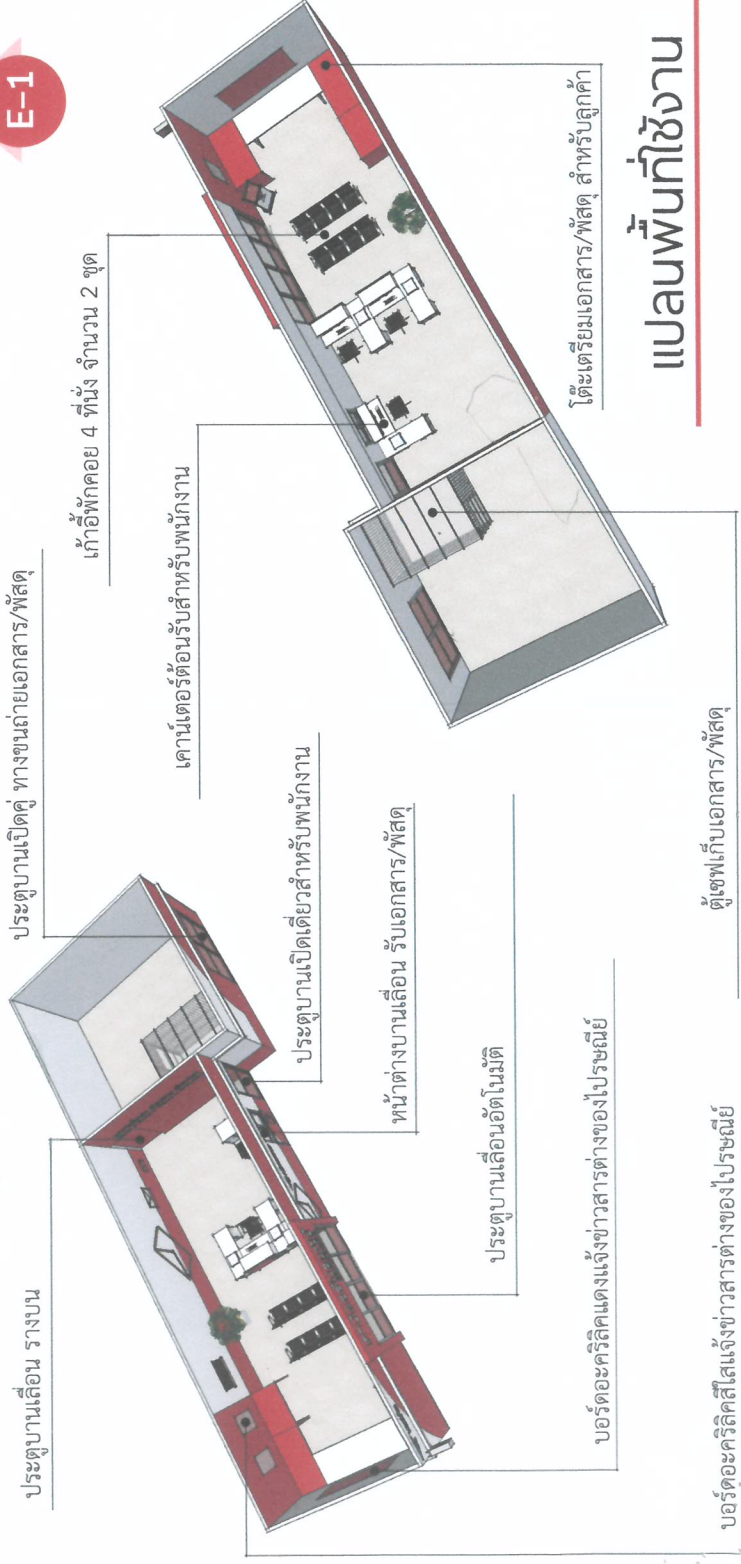 E-1
ประตูบานเลื่อน รางบน
ประตูบานเปิดคู่ ทางขนถ่ายเอกสาร/พัสดุ
เก้าอี้พักคอย 4 ที่นั่ง จำนวน 2 ชุด
เคาน์เตอร์ต้อนรับสำหรับพนักงาน
ประตูบานเปิดเดี่ยวสำหรับพนักงาน
หน้าต่างบานเลื่อน รับเอกสาร/พัสดุ
ประตูบานเลื่อนอัตโนมัติ
โต๊ะเตรียมเอกสาร/พัสดุ สำหรับลูกค้า
บอร์ดอะคริลิคแดงแจ้งข่าวสารต่างของไปรษณีย์
ตู้เซฟเก็บเอกสาร/พัสดุ
บอร์ดอะคริลิคสีใสแจ้งข่าวสารต่างของไปรษณีย์
แปลนพื้นที่ใช้งาน